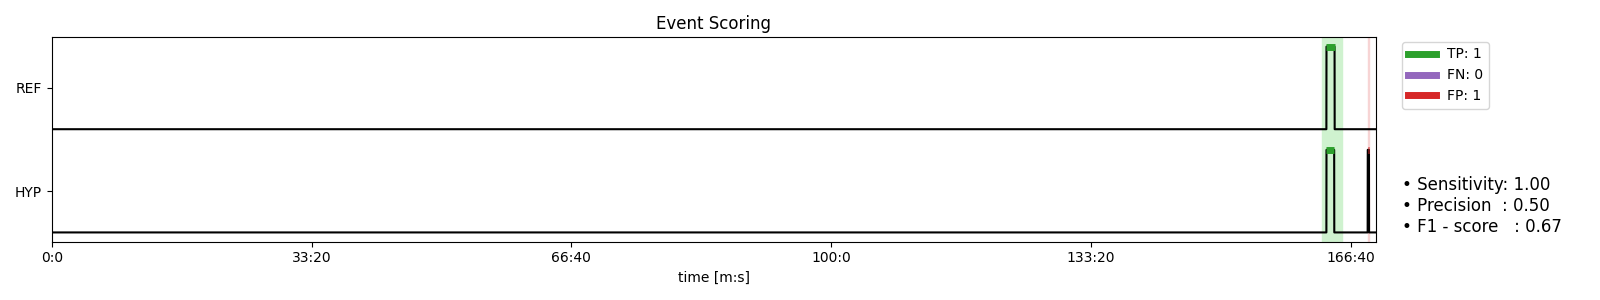 Event Scoring
REF
HYP
0:0
33:20
66:40
100:0
133:20
166:40
time [m:s]
TP: 1
FN: 0
FP: 1
• Sensitivity: 1.00
• Precision : 0.50
• F1 - score : 0.67